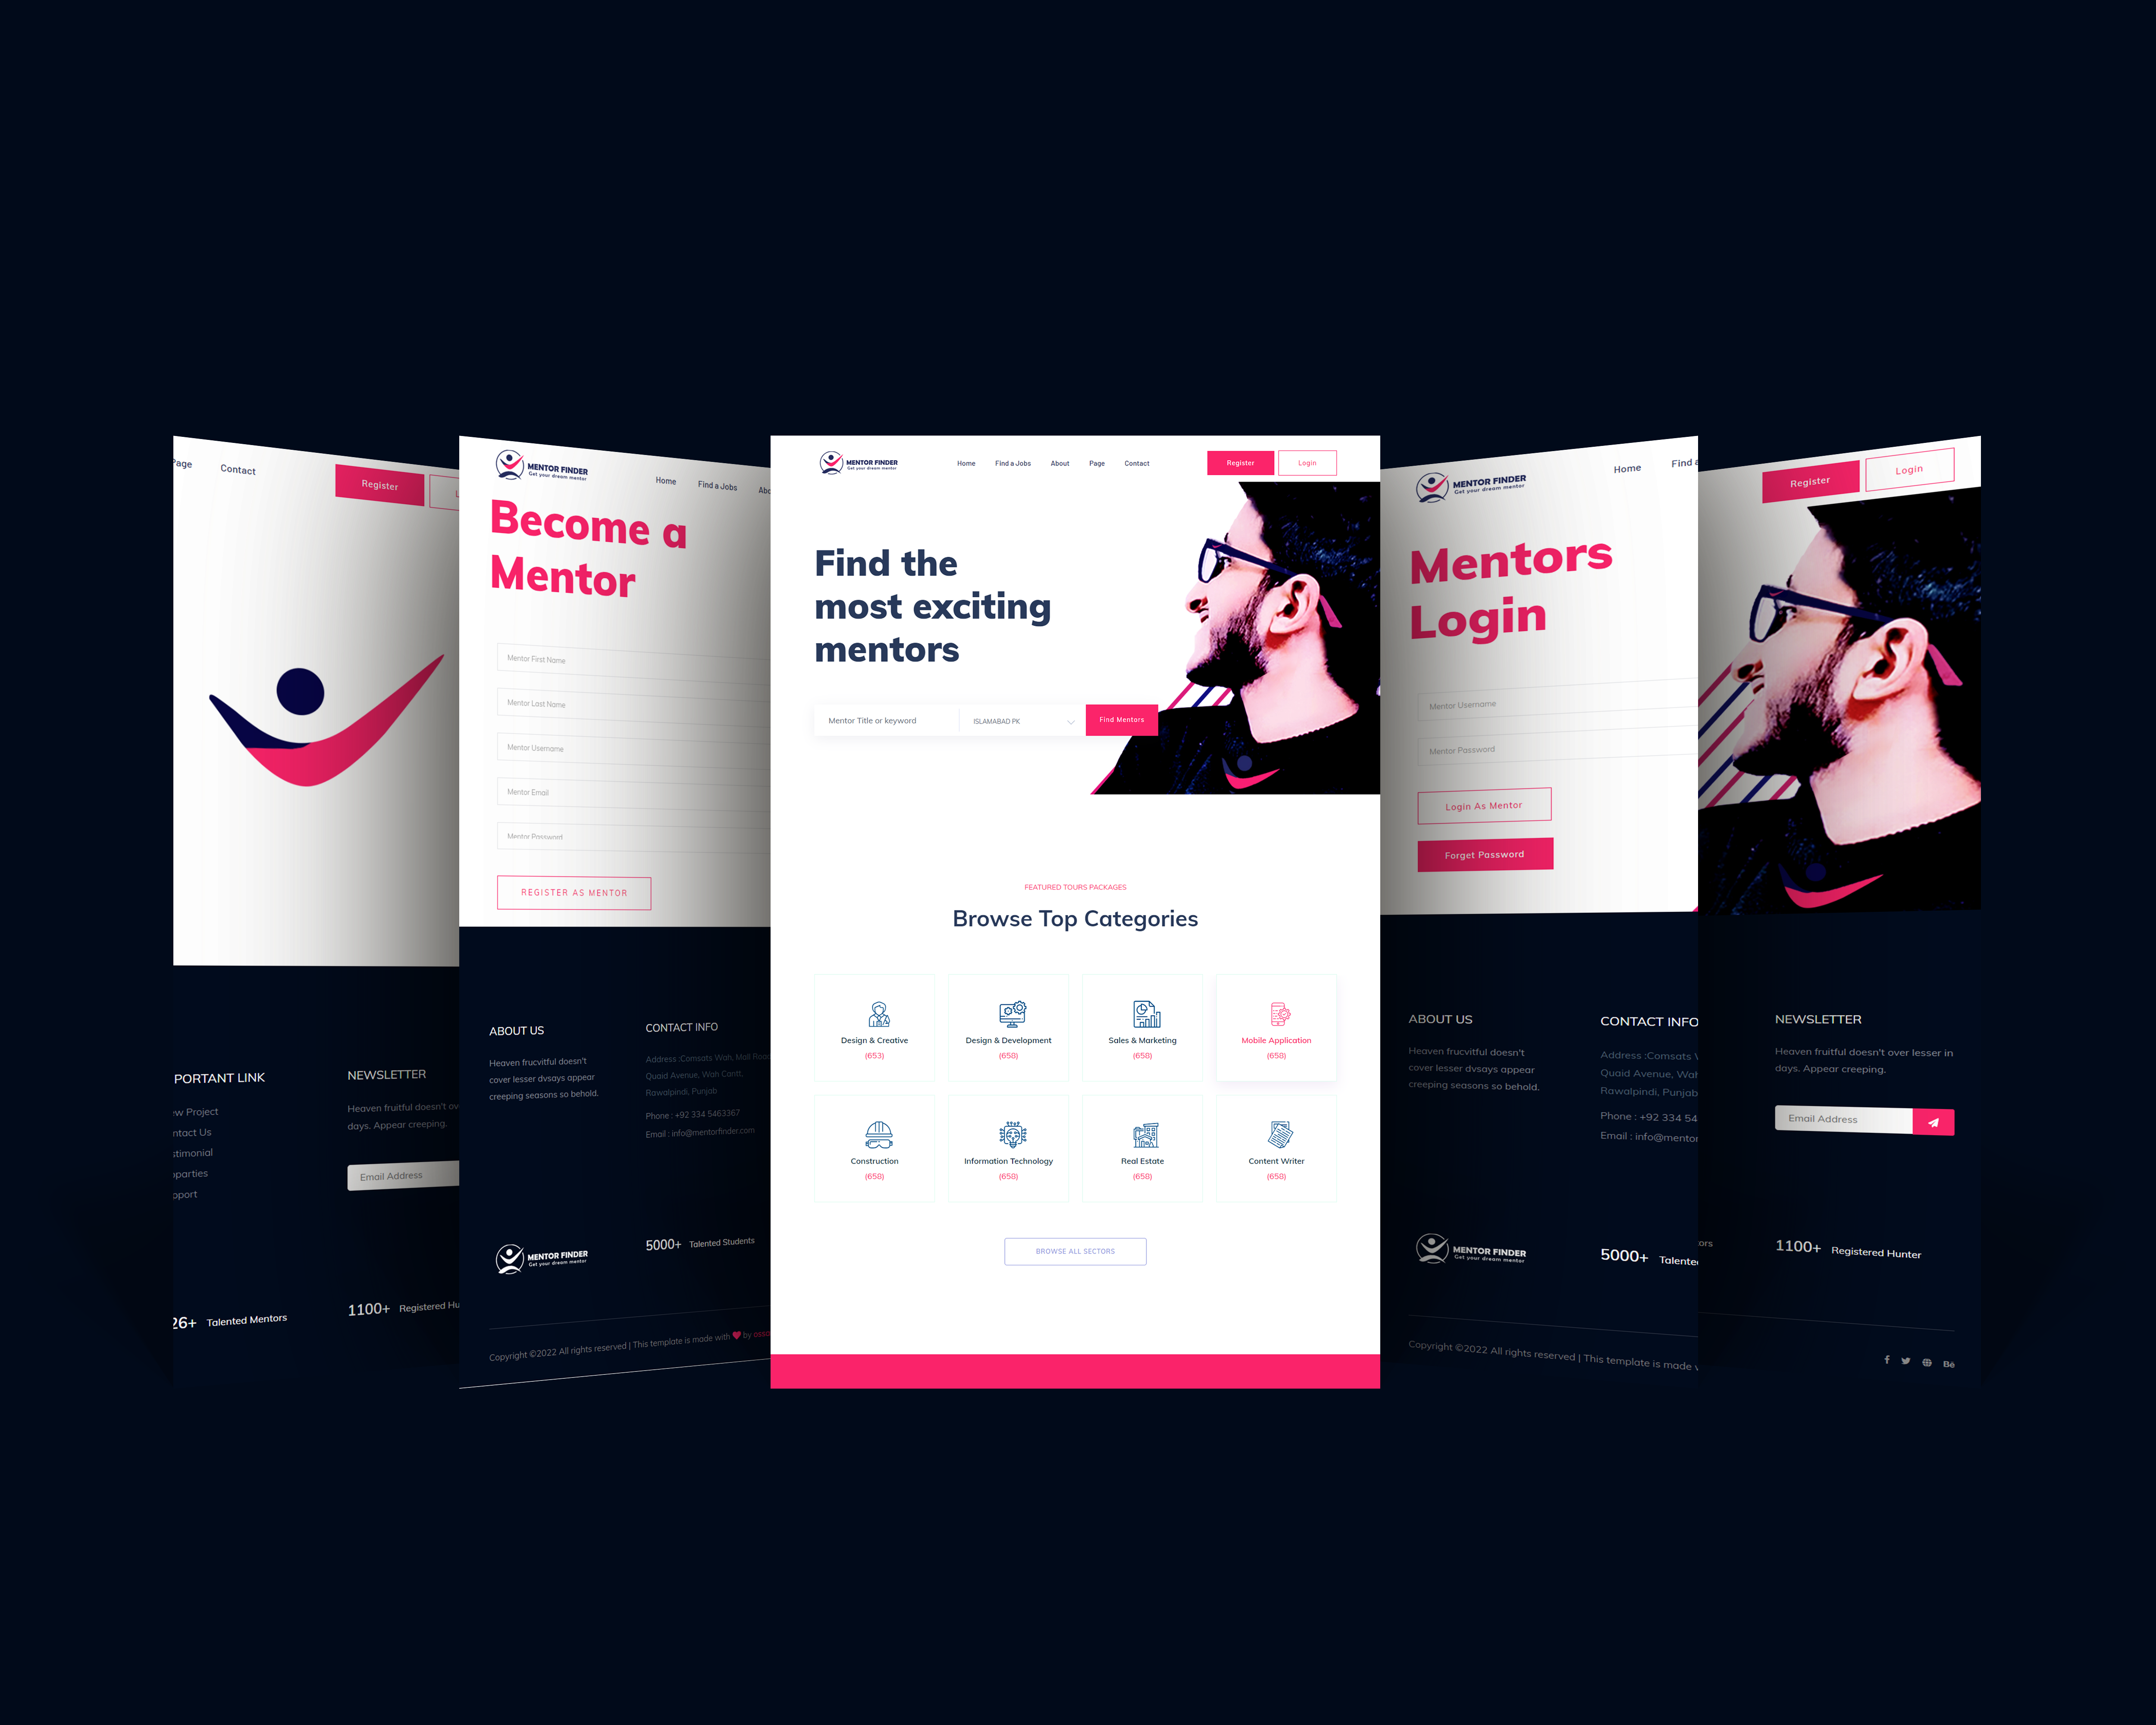 Page
Contact
Register
PORTANT LINK
ew Project
ntact Us
stimonial
parties
pport
NEWSLETTER
Heaven fruitful doesn't ov
days. Appear creeping.
Email Address
26+ Talented Mentors
1100+ Registered Hu
MENTOR FINDER
Get your dream mentor
Home
Find a Jobs
Abo
Become a
Mentor
Mentor First Name
Mentor Last Name
Mentor Username
Mentor Email
Mentor Password
REGISTER AS MENTOR
ABOUT US
Heaven frucvitful doesn't
cover lesser dvsays appear
creeping seasons so behold.
CONTACT INFO
Address :Comsats Wah, Mall Road
Quaid Avenue, Wah Cantt,
Rawalpindi, Punjab
Phone : +92 334 5463367
Email : info@mentorfinder.com
MENTOR FINDER
Get your dream mentor
5000+ Talented Students
Copyright ©2022 All rights reserved | This template is made with ♥ by
MENTOR FINDER
Get your dream mentor
Home
Find a Jobs
About
Page
Contact
Register
Login
Find the
most exciting
mentors
Mentor Title or keyword
ISLAMABAD PK
Find Mentors
FEATURED TOURS PACKAGES
Browse Top Categories
Design & Creative
(653)
Design & Development
(658)
Sales & Marketing
(658)
Mobile Application
(658)
Construction
(658)
Information Technology
(658)
Real Estate
(658)
Content Writer
(658)
BROWSE ALL SECTORS
MENTOR FINDER
Get your dream mentor
Home
Find a
Mentors
Login
Mentor Username
Mentor Password
Login As Mentor
Forget Password
ABOUT US
Heaven frucvitful doesn't
cover lesser dvsays appear
creeping seasons so behold.
CONTACT INFO
Address :Comsats
Quaid Avenue, Wah
Rawalpindi, Punjab
Phone : +92 334 54
Email : info@mentor
MENTOR FINDER
Get your dream mentor
5000+ Talente
Copyright ©2022 All rights reserved | This template is made
Register
Login
NEWSLETTER
Heaven fruitful doesn't over lesser in
days. Appear creeping.
Email Address
ors
1100+ Registered Hunter
Bē